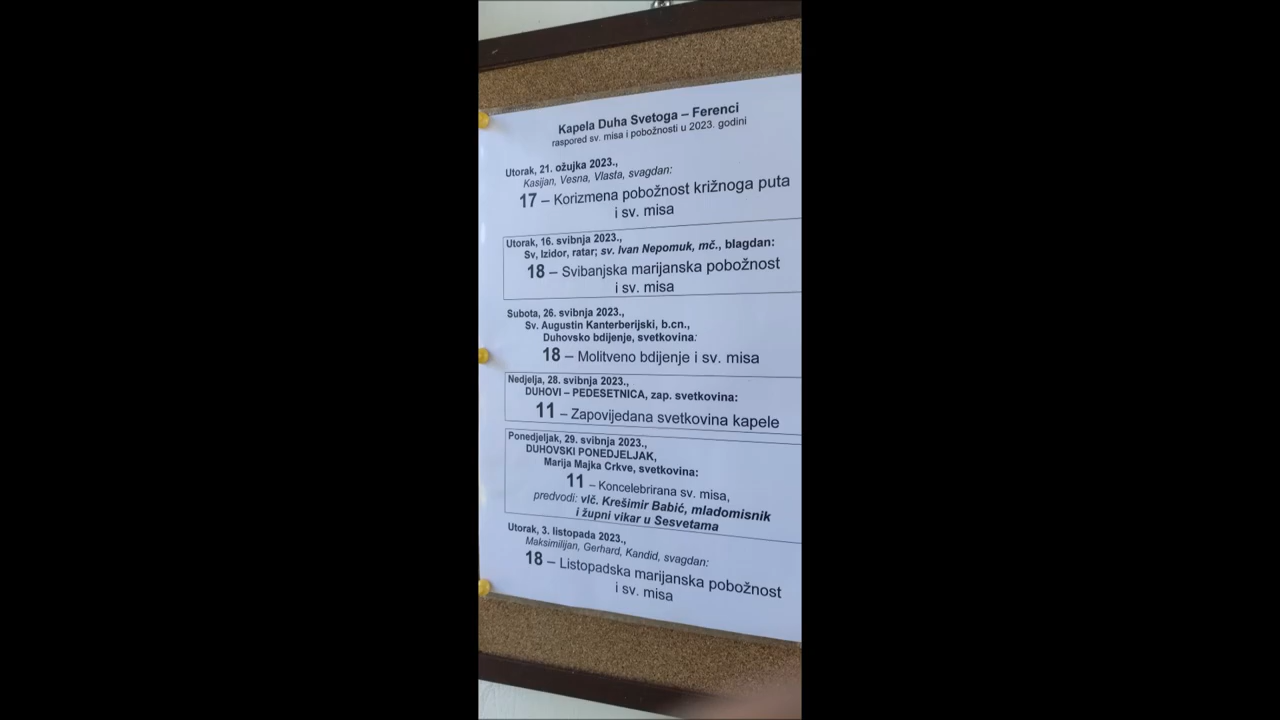 Kapela Duha Svetoga – Ferenci
raspored sv. misa i pobožnosti u 2023. godini
Utorak, 21. ožujka 2023.,
Kasijan, Vesna, Vlasta, svagdan:
17 – Korizmena pobožnost križnoga puta
i sv. misa
Utorak, 16. svibnja 2023.,
Sv, Izidor, ratar; sv. Ivan Nepomuk, mč., blagdan:
18 – Svibanjska marijanska pobožnost
i sv. misa
Subota, 26. svibnja 2023.,
Sv. Augustin Kanterberijski, b.cn.,
Duhovsko bdijenje, svetkovina:
18 – Molitveno bdijenje i sv. misa
Nedjelja, 28. svibnja 2023.,
DUHOVI – PEDESETNICA, zap. svetkovina:
11 – Zapovijedana svetkovina kapele
Ponedjeljak, 29. svibnja 2023.,
DUHOVSKI PONEDJELJAK,
Marija Majka Crkve, svetkovina:
11 – Koncelebrirana sv. misa,
predvodi: vlč. Krešimir Babić, mladomisnik
i župni vikar u Sesvetama
Utorak, 3. listopada 2023.,
Maksimilijan, Gerhard, Kandid, svagdan:
18 – Listopadska marijanska pobožnost
i sv. misa